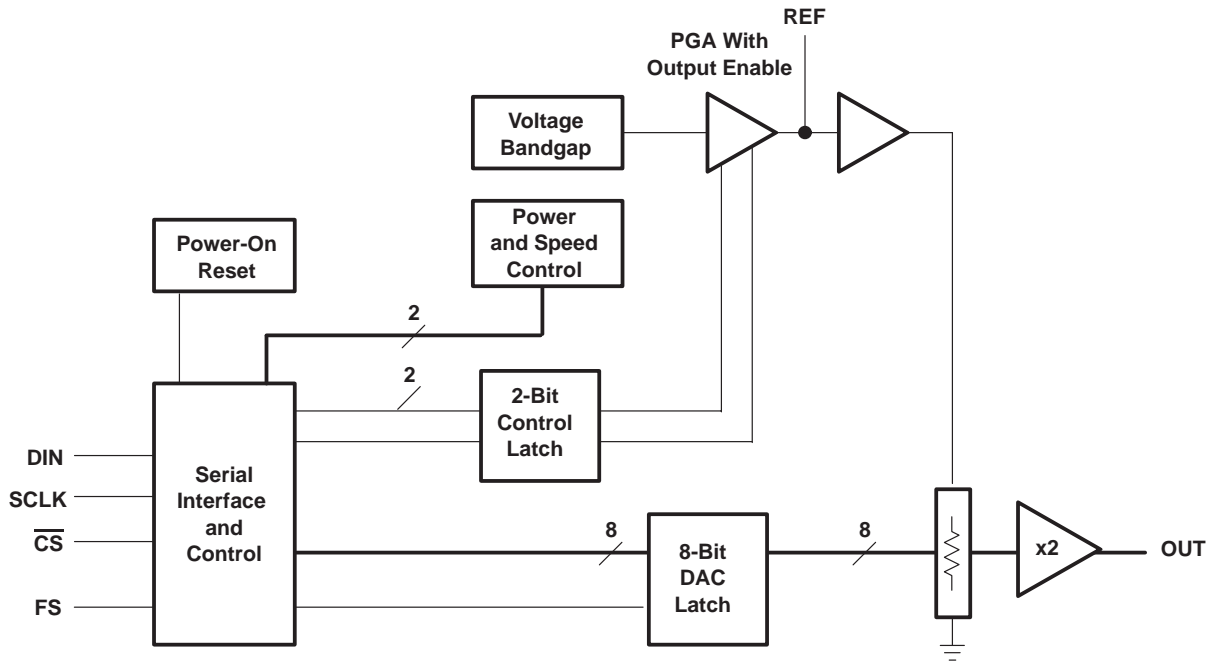 REF
PGA With
Output Enable
Voltage
Bandgap
Power
and Speed
Control
Power-On
Reset
2
2
2-Bit
Control
Latch
DIN
SCLK
C̅S̅
FS
Serial
Interface
and
Control
8
8-Bit
DAC
Latch
8
x2
OUT